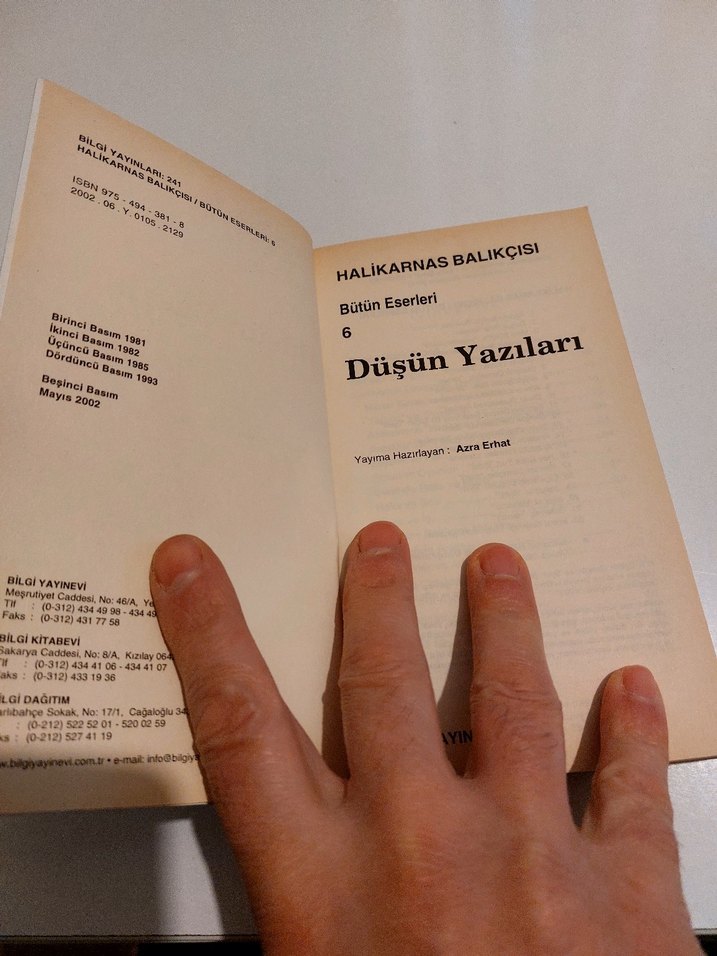 BİLGİ YAYINLARI: 241
HALİKARNAS BALIKÇISI / BÜTÜN ESERLERİ: 6
ISBN 975 - 494 - 381 - 8
2002 . 06 . Y. 0105 . 2129
Birinci Basım 1981
İkinci Basım 1982
Üçüncü Basım 1985
Dördüncü Basım 1993
Beşinci Basım
Mayıs 2002
BİLGİ YAYINEVİ
Meşrutiyet Caddesi, No: 46/A,
Tlf : (0-312) 434 49 98 - 434 49
Faks : (0-312) 431 77 58
BİLGİ KİTABEVİ
Sakarya Caddesi, No: 8/A, Kızılay
Tlf : (0-312) 434 41 06 - 434 41 07
Faks : (0-312) 433 19 36
BİLGİ DAĞITIM
Sokak, No: 17/1, Cağaloğlu
: (0-212) 522 52 01 - 520 02 59
: (0-212) 527 41 19
.bilgiyayinevi.com.tr • e-mail:
HALİKARNAS BALIKÇISI
Bütün Eserleri
6
Düşün Yazıları
Yayıma Hazırlayan : Azra Erhat